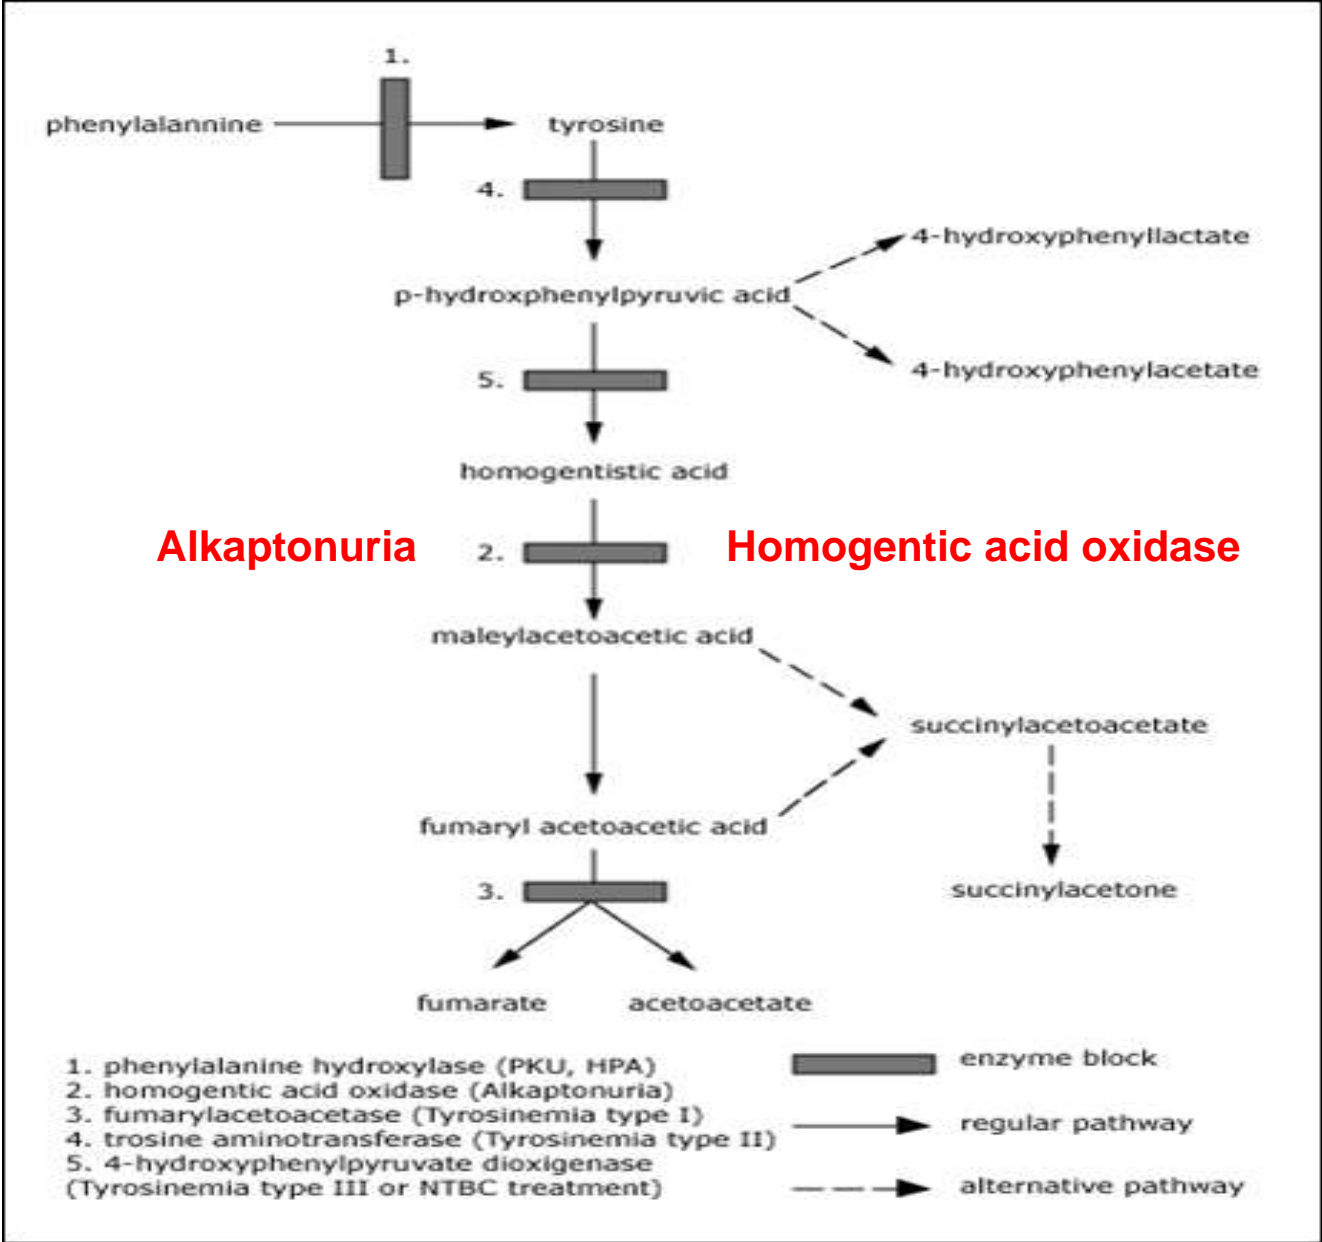 1.
phenylalannine
tyrosine
4.
4-hydroxyphenyllactate
p-hydroxphenylpyruvic acid
4-hydroxyphenylacetate
5.
homogentistic acid
Alkaptonuria
2.
Homogentic acid oxidase
maleylacetoacetic acid
succinylacetoacetate
fumaryl acetoacetic acid
3.
succinylacetone
fumarate
acetoacetate
1. phenylalanine hydroxylase (PKU, HPA)
2. homogentic acid oxidase (Alkaptonuria)
3. fumarylacetoacetase (Tyrosinemia type I)
4. trosine aminotransferase (Tyrosinemia type II)
5. 4-hydroxyphenylpyruvate dioxigenase
(Tyrosinemia type III or NTBC treatment)
enzyme block
regular pathway
alternative pathway